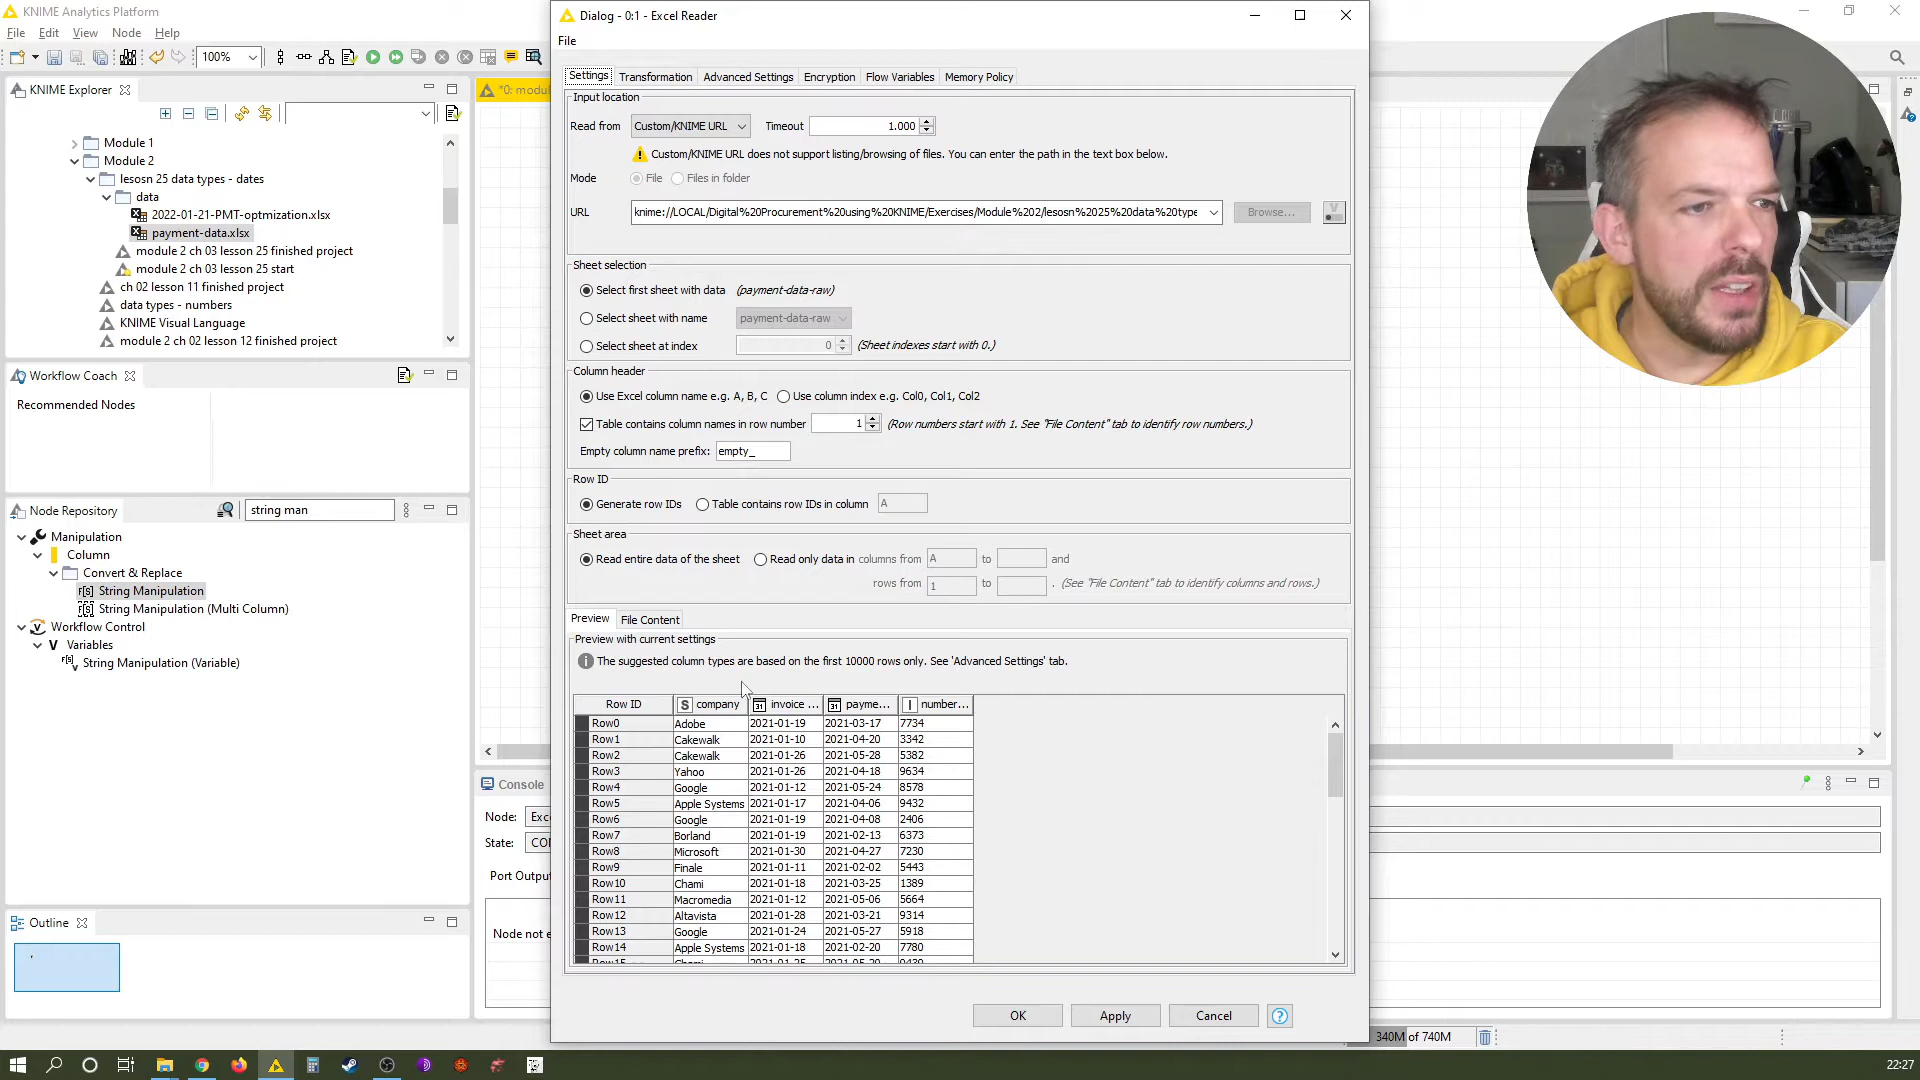 KNIME Analytics Platform
Dialog - 0:1 - Excel Reader
File Edit View Node Help
File
100%
KNIME Explorer
Module 1
Module 2
lesosn 25 data types - dates
data
2022-01-21-PMT-optmization.xlsx
payment-data.xlsx
module 2 ch 03 lesson 25 finished project
module 2 ch 03 lesson 25 start
ch 02 lesson 11 finished project
data types - numbers
KNIME Visual Language
module 2 ch 02 lesson 12 finished project
Workflow Coach
Recommended Nodes
Node Repository
string man
Manipulation
Column
Convert & Replace
String Manipulation
String Manipulation (Multi Column)
Workflow Control
Variables
String Manipulation (Variable)
Outline
*0: modul
Settings Transformation Advanced Settings Encryption Flow Variables Memory Policy
Input location
Read from Custom/KNIME URL Timeout 1.000
Custom/KNIME URL does not support listing/browsing of files. You can enter the path in the text box below.
Mode File Files in folder
URL knime://LOCAL/Digital%20Procurement%20using%20KNIME/Exercises/Module%202/lesosn%2025%20data%20type Browse...
Sheet selection
Select first sheet with data (payment-data-raw)
Select sheet with name payment-data-raw
Select sheet at index 0 (Sheet indexes start with 0.)
Column header
Use Excel column name e.g. A, B, C Use column index e.g. Col0, Col1, Col2
Table contains column names in row number 1 (Row numbers start with 1. See "File Content" tab to identify row numbers.)
Empty column name prefix: empty_
Row ID
Generate row IDs Table contains row IDs in column A
Sheet area
Read entire data of the sheet Read only data in columns from A to and
rows from 1 to . (See "File Content" tab to identify columns and rows.)
Preview File Content
Preview with current settings
The suggested column types are based on the first 10000 rows only. See 'Advanced Settings' tab.
Row ID S company 31 invoice ... 31 payme... I number...
Row0 Adobe 2021-01-19 2021-03-17 7734
Row1 Cakewalk 2021-01-10 2021-04-20 3342
Row2 Cakewalk 2021-01-26 2021-05-28 5382
Row3 Yahoo 2021-01-26 2021-04-18 9634
Row4 Google 2021-01-12 2021-05-24 8578
Row5 Apple Systems 2021-01-17 2021-04-06 9432
Row6 Google 2021-01-19 2021-04-08 2406
Row7 Borland 2021-01-19 2021-02-13 6373
Row8 Microsoft 2021-01-30 2021-04-27 7230
Row9 Finale 2021-01-11 2021-02-02 5443
Row10 Chami 2021-01-18 2021-03-25 1389
Row11 Macromedia 2021-01-12 2021-05-06 5664
Row12 Altavista 2021-01-28 2021-03-21 9314
Row13 Google 2021-01-24 2021-05-27 5918
Row14 Apple Systems 2021-01-18 2021-02-20 7780
OK Apply Cancel
Console
Node: Exce
State: CO
Port Outpu
Node not e
340M of 740M
22:27